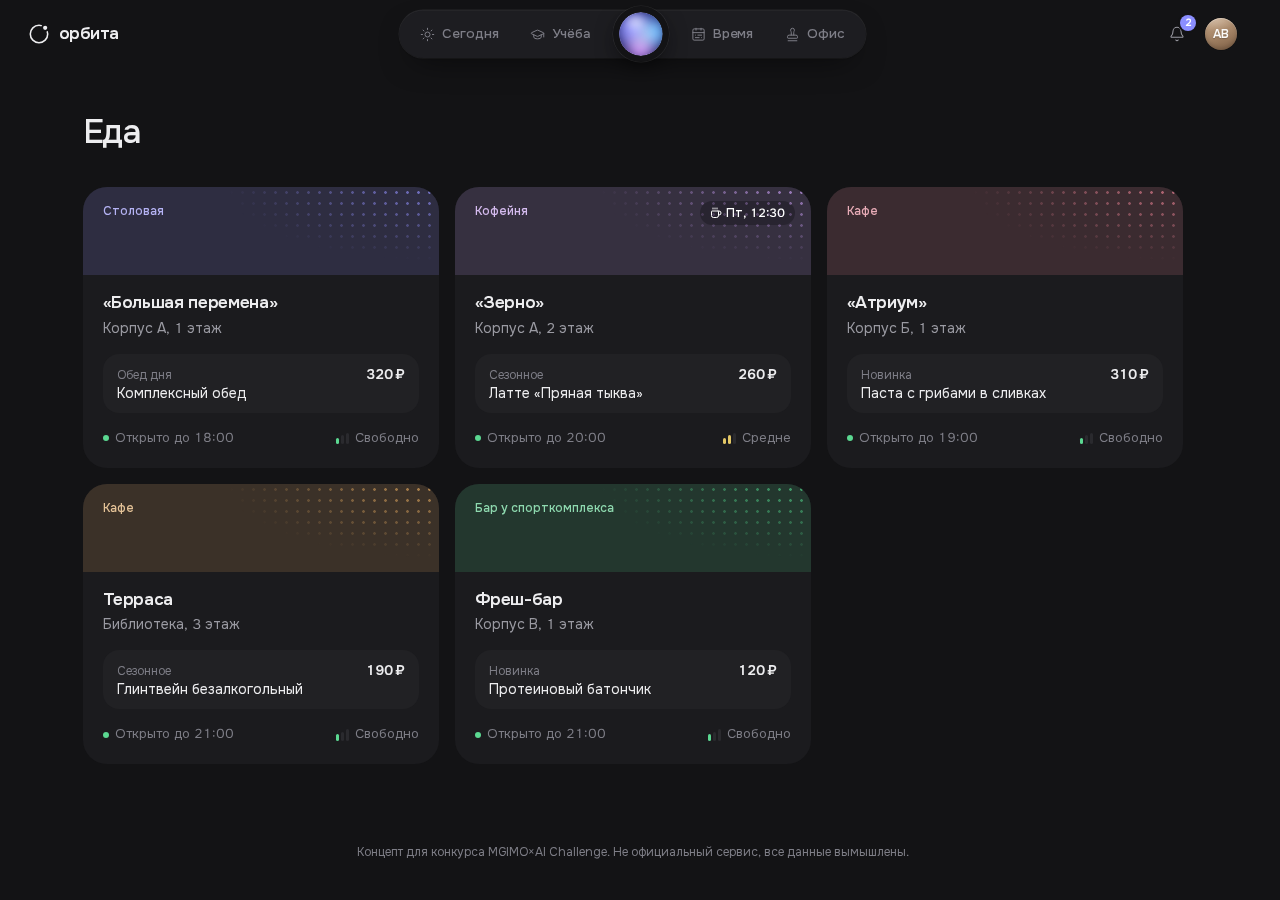 орбита
Сегодня
Учёба
Время
Офис
2
АВ
Еда
Столовая
«Большая перемена»
Корпус А, 1 этаж
Обед дня
320 ₽
Комплексный обед
Открыто до 18:00
Свободно
Кофейня
Пт, 12:30
«Зерно»
Корпус А, 2 этаж
Сезонное
260 ₽
Латте «Пряная тыква»
Открыто до 20:00
Средне
Кафе
«Атриум»
Корпус Б, 1 этаж
Новинка
310 ₽
Паста с грибами в сливках
Открыто до 19:00
Свободно
Кафе
Терраса
Библиотека, 3 этаж
Сезонное
190 ₽
Глинтвейн безалкогольный
Открыто до 21:00
Свободно
Бар у спорткомплекса
Фреш-бар
Корпус В, 1 этаж
Новинка
120 ₽
Протеиновый батончик
Открыто до 21:00
Свободно
Концепт для конкурса MGIMO×AI Challenge. Не официальный сервис, все данные вымышлены.